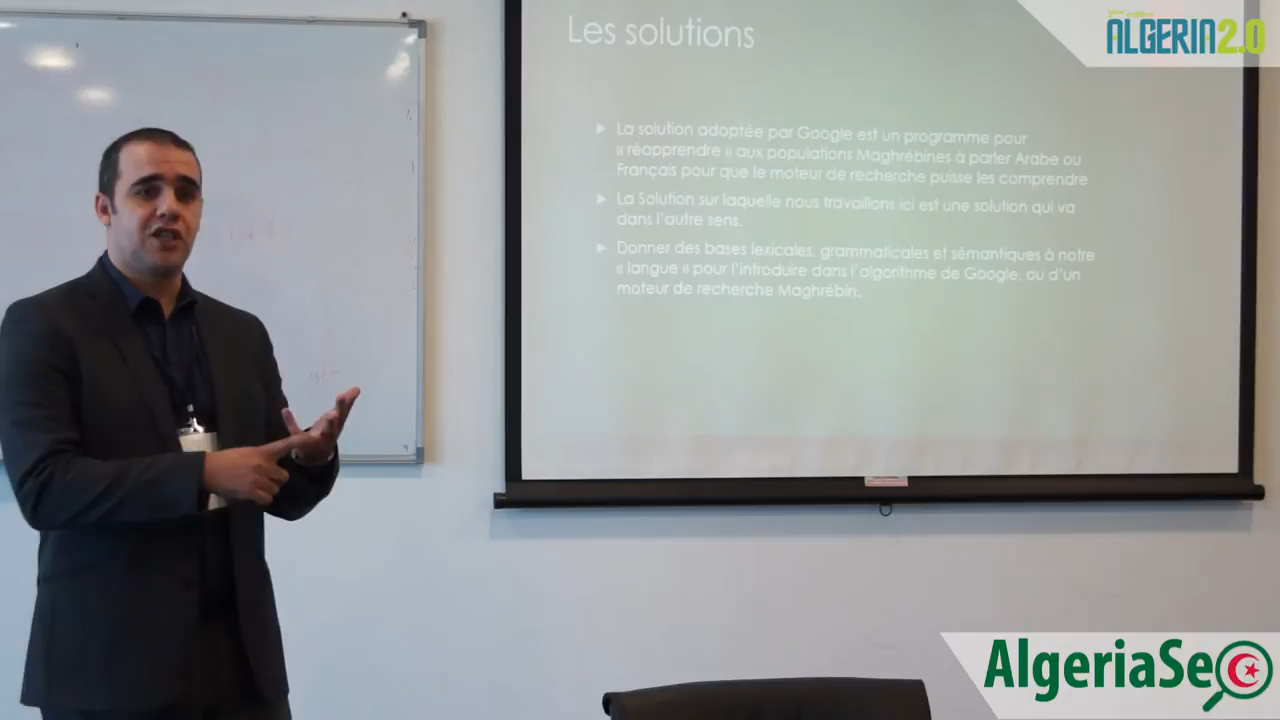 Les solutions
ALGERIA2.0
La solution adoptée par Google est un programme pour
« réapprendre » aux populations Maghrébines à parler Arabe ou
Français pour que le moteur de recherche puisse les comprendre
La Solution sur laquelle nous travaillons ici est une solution qui va
dans l'autre sens.
Donner des bases lexicales, grammaticales et sémantiques à notre
« langue » pour l'introduire dans l'algorithme de Google, ou d'un
moteur de recherche Maghrébin.
AlgeriaSeo